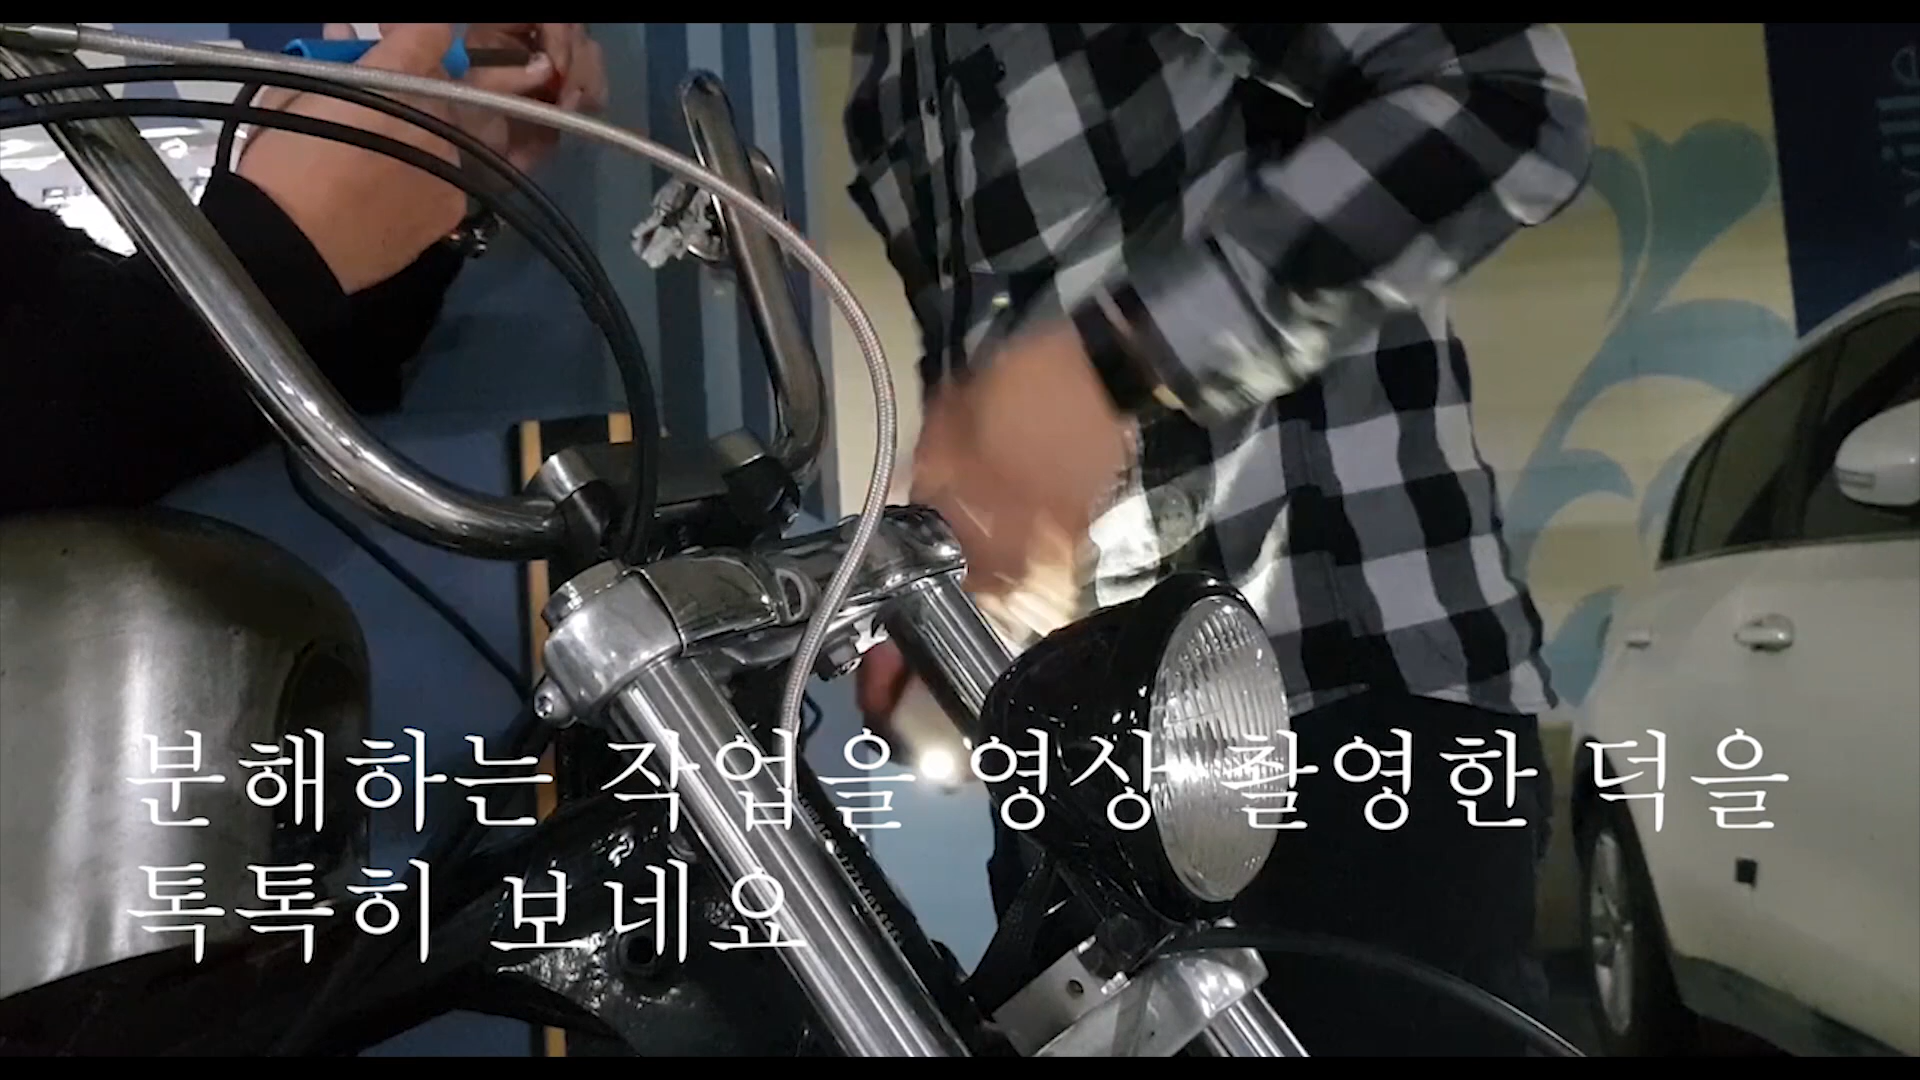 분해하는 작업을 영상 촬영한 덕을
톡톡히 보네요
ville